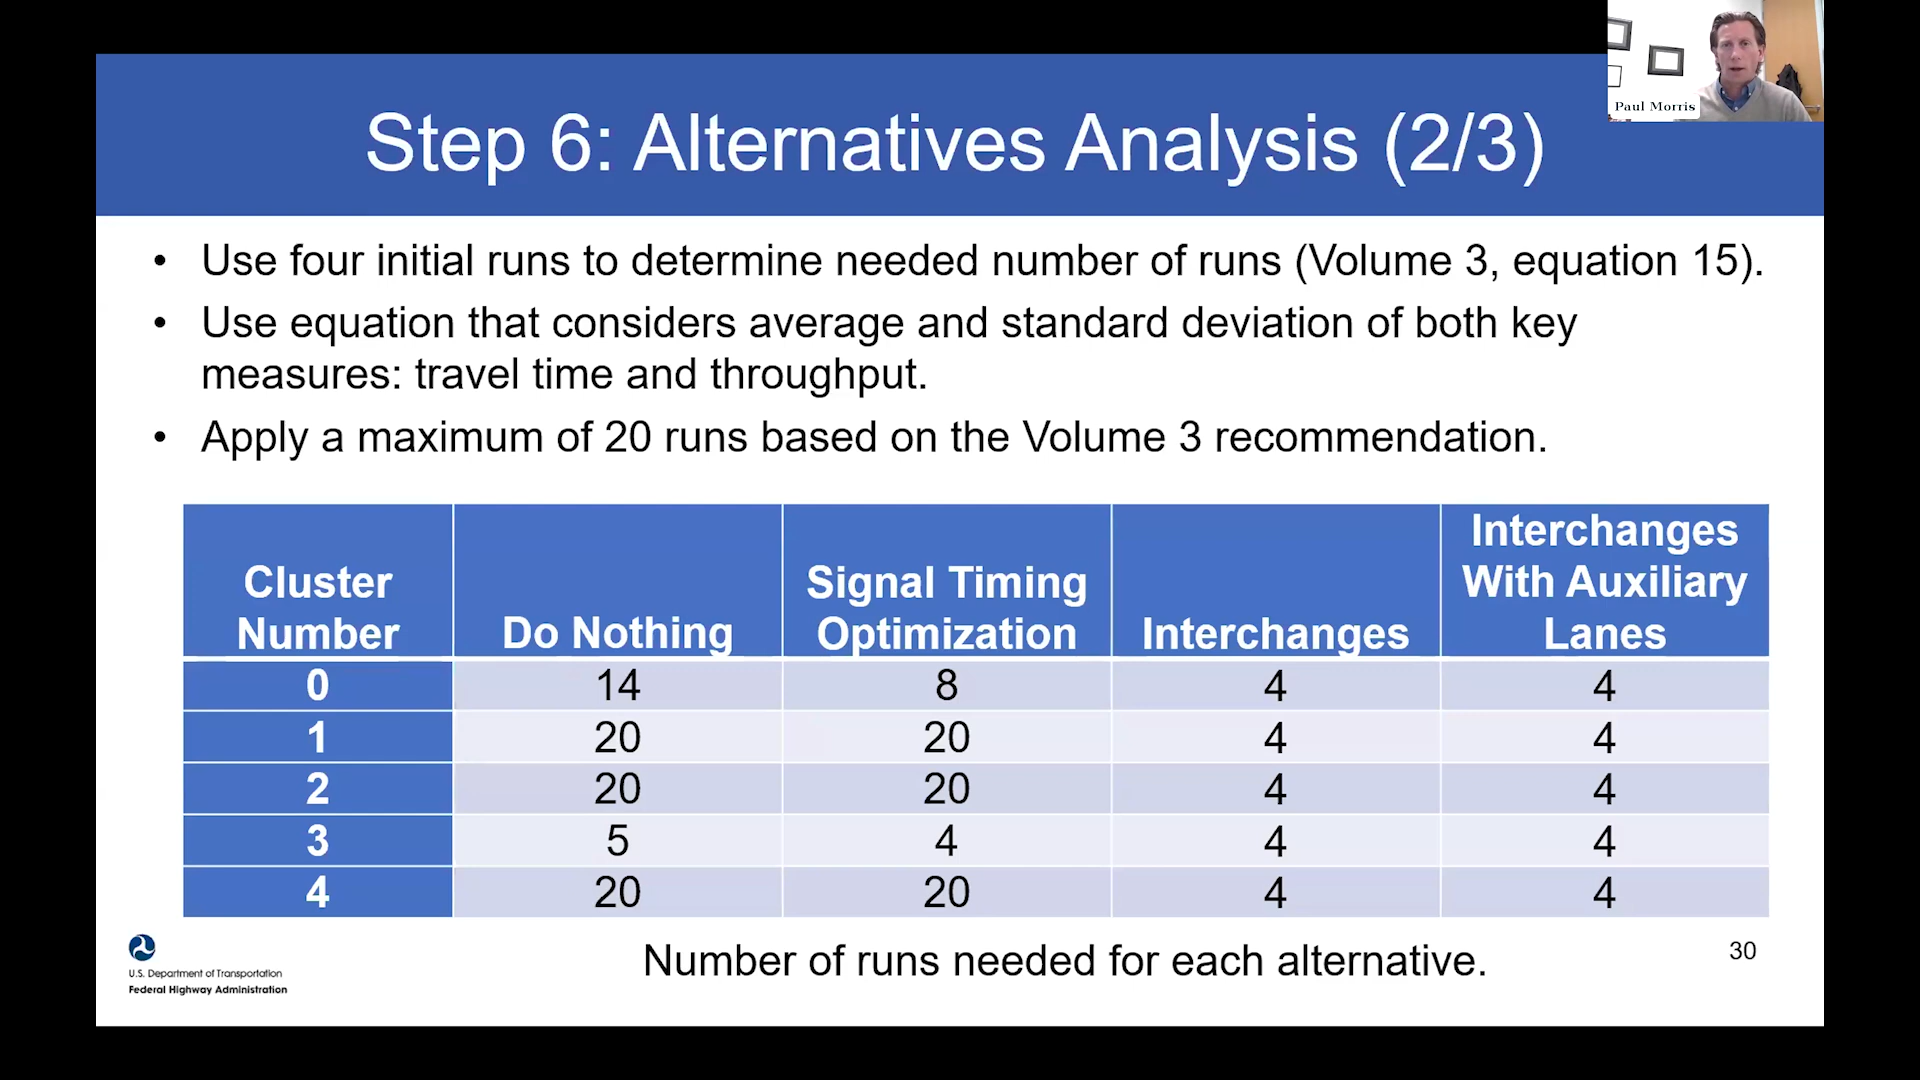 Paul Morris
Step 6: Alternatives Analysis (2/3)
• Use four initial runs to determine needed number of runs (Volume 3, equation 15).
• Use equation that considers average and standard deviation of both key
measures: travel time and throughput.
• Apply a maximum of 20 runs based on the Volume 3 recommendation.
Cluster Number Do Nothing Signal Timing Optimization Interchanges Interchanges With Auxiliary Lanes
0 14 8 4 4
1 20 20 4 4
2 20 20 4 4
3 5 4 4 4
4 20 20 4 4
Number of runs needed for each alternative.
U.S. Department of Transportation
Federal Highway Administration
30